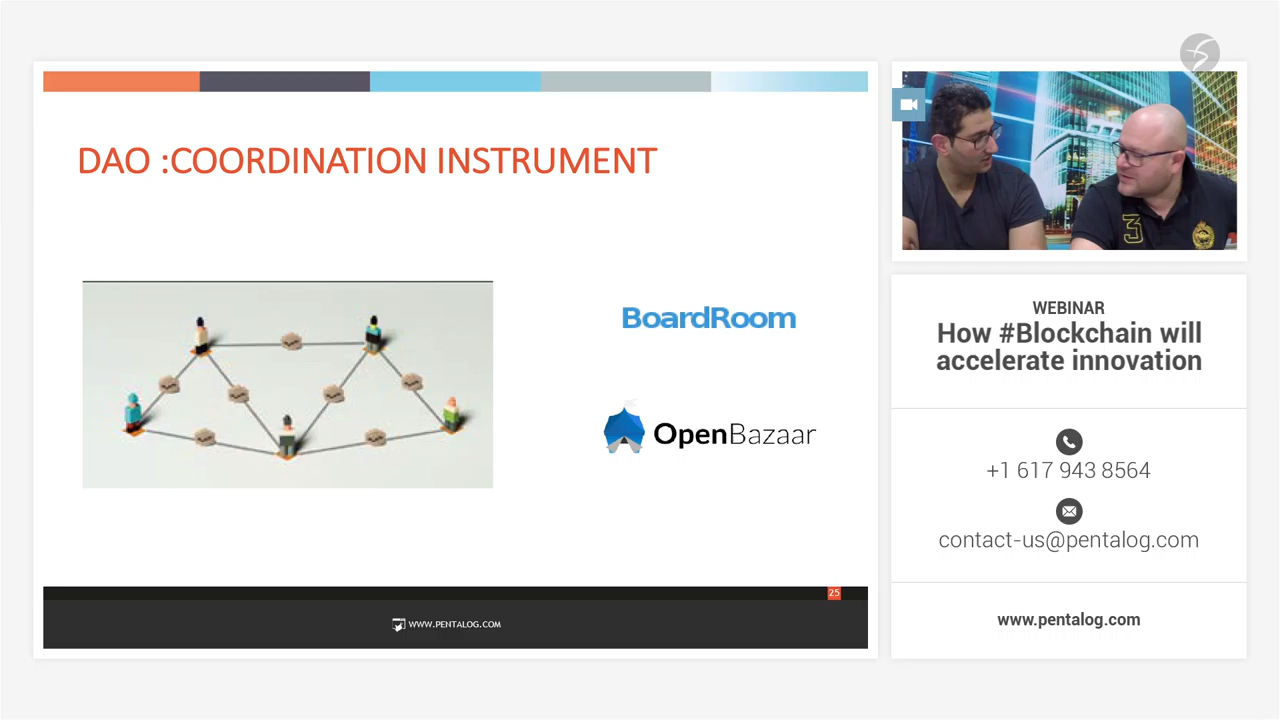 DAO :COORDINATION INSTRUMENT
BoardRoom
OpenBazaar
25
WWW.PENTALOG.COM
3
WEBINAR
How #Blockchain will
accelerate innovation
+1 617 943 8564
contact-us@pentalog.com
www.pentalog.com